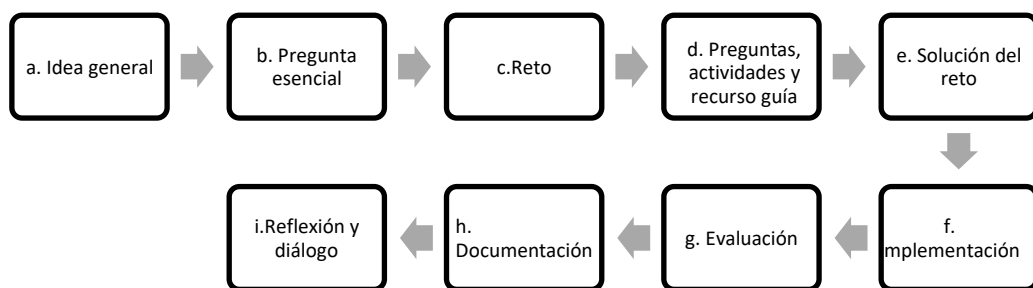 a. Idea general
b. Pregunta
esencial
c.Reto
d. Preguntas,
actividades y
recurso guía
e. Solución del
reto
f.
mplementación
g. Evaluación
h.
Documentación
i.Reflexión y
diálogo